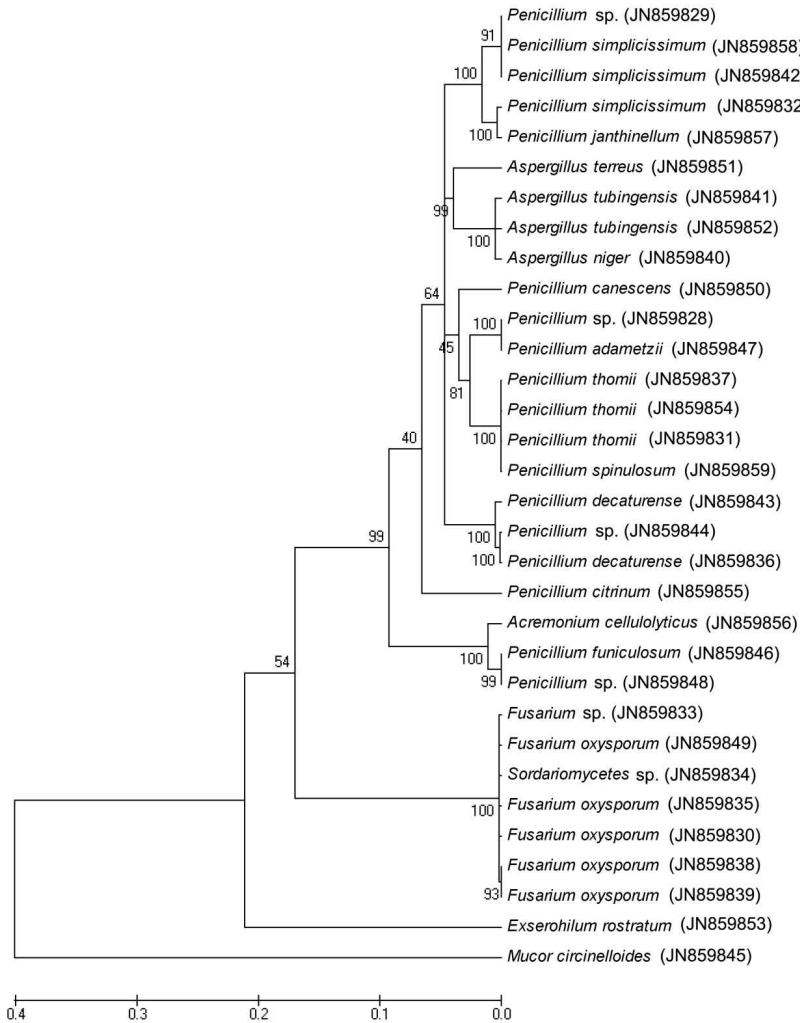 Penicillium sp. (JN859829)
91
Penicillium simplicissimum (JN859858)
100
Penicillium simplicissimum (JN859842
Penicillium simplicissimum (JN859832
100
Penicillium janthinellum (JN859857)
Aspergillus terreus (JN859851)
99
Aspergillus tubingensis (JN859841)
Aspergillus tubingensis (JN859852)
100
Aspergillus niger (JN859840)
64
Penicillium canescens (JN859850)
100
Penicillium sp. (JN859828)
45
Penicillium adametzii (JN859847)
81
Penicillium thomii (JN859837)
Penicillium thomii (JN859854)
40
100
Penicillium thomii (JN859831)
Penicillium spinulosum (JN859859)
Penicillium decaturense (JN859843)
99
100
Penicillium sp. (JN859844)
100
Penicillium decaturense (JN859836)
Penicillium citrinum (JN859855)
Acremonium cellulolyticus (JN859856)
54
100
Penicillium funiculosum (JN859846)
99
Penicillium sp. (JN859848)
Fusarium sp. (JN859833)
Fusarium oxysporum (JN859849)
Sordariomycetes sp. (JN859834)
100
Fusarium oxysporum (JN859835)
Fusarium oxysporum (JN859830)
Fusarium oxysporum (JN859838)
93
Fusarium oxysporum (JN859839)
Exserohilum rostratum (JN859853)
Mucor circinelloides (JN859845)
0.4 0.3 0.2 0.1 0.0